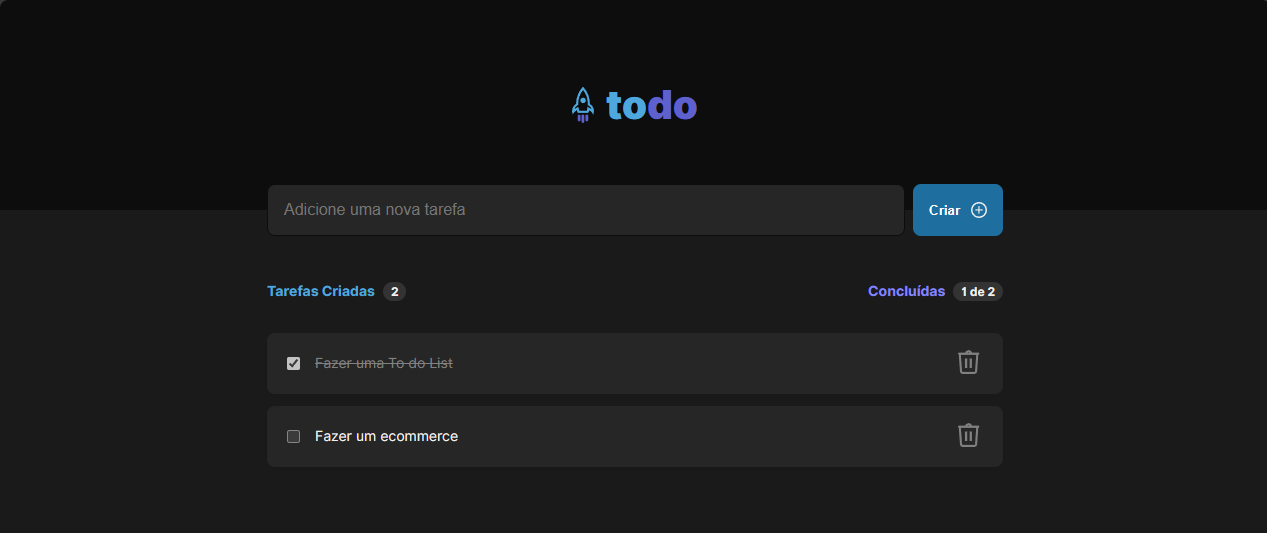 todo
Adicione uma nova tarefa
Criar
Tarefas Criadas 2
Concluídas 1 de 2
Fazer uma To do List
Fazer um ecommerce